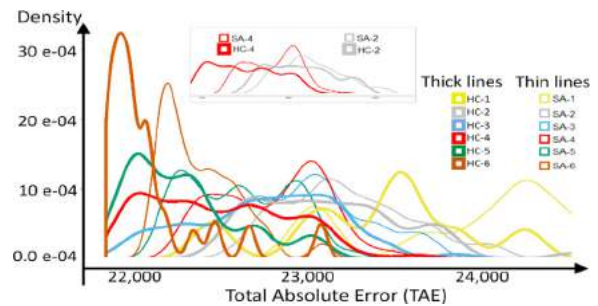 Density
30 e-04
20 e-04
10 e-04
0.0 e-04
SA-4 SA-2
HC-4 HC-2
Thick lines Thin lines
HC-1 SA-1
HC-2 SA-2
HC-3 SA-3
HC-4 SA-4
HC-5 SA-5
HC-6 SA-6
22,000 23,000 24,000
Total Absolute Error (TAE)